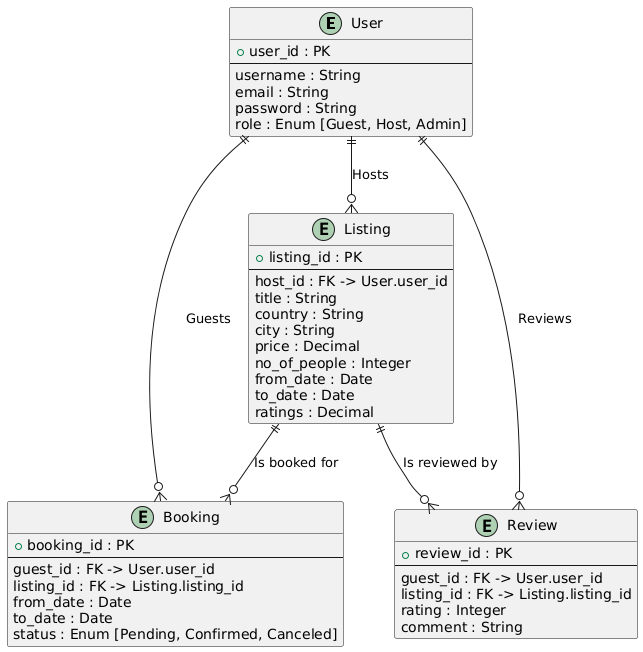 E User
+ user_id : PK
username : String
email : String
password : String
role : Enum [Guest, Host, Admin]
Hosts
E Listing
listing_id : PK
host_id : FK -> User.user_id
title : String
country : String
city : String
price : Decimal
no_of_people : Integer
from_date : Date
to_date : Date
ratings : Decimal
Guests
Reviews
Is booked for
Is reviewed by
E Booking
booking_id : PK
guest_id : FK -> User.user_id
listing_id : FK -> Listing.listing_id
from_date : Date
to_date : Date
status : Enum [Pending, Confirmed, Canceled]
E Review
review_id : PK
guest_id : FK -> User.user_id
listing_id : FK -> Listing.listing_id
rating : Integer
comment : String